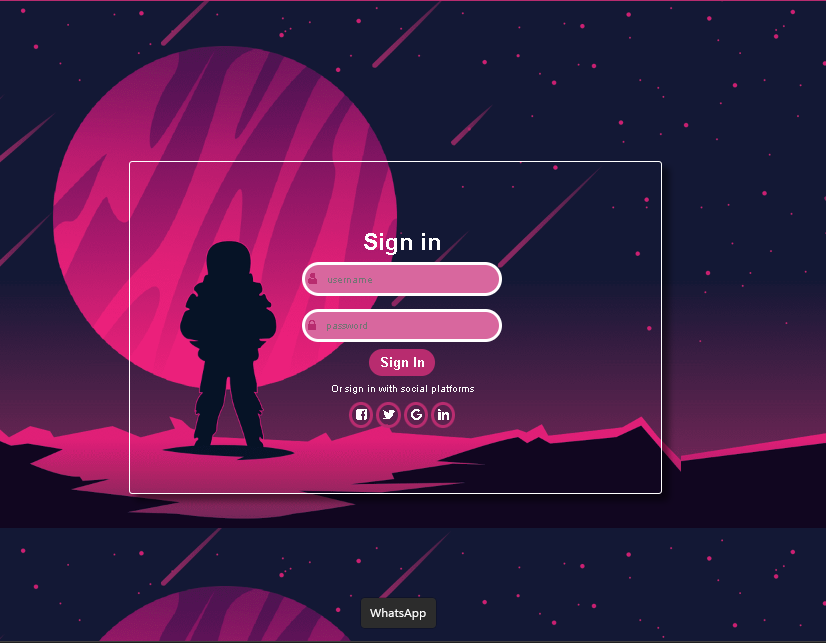 Sign in
username
password
Sign In
Or sign in with social platforms
WhatsApp